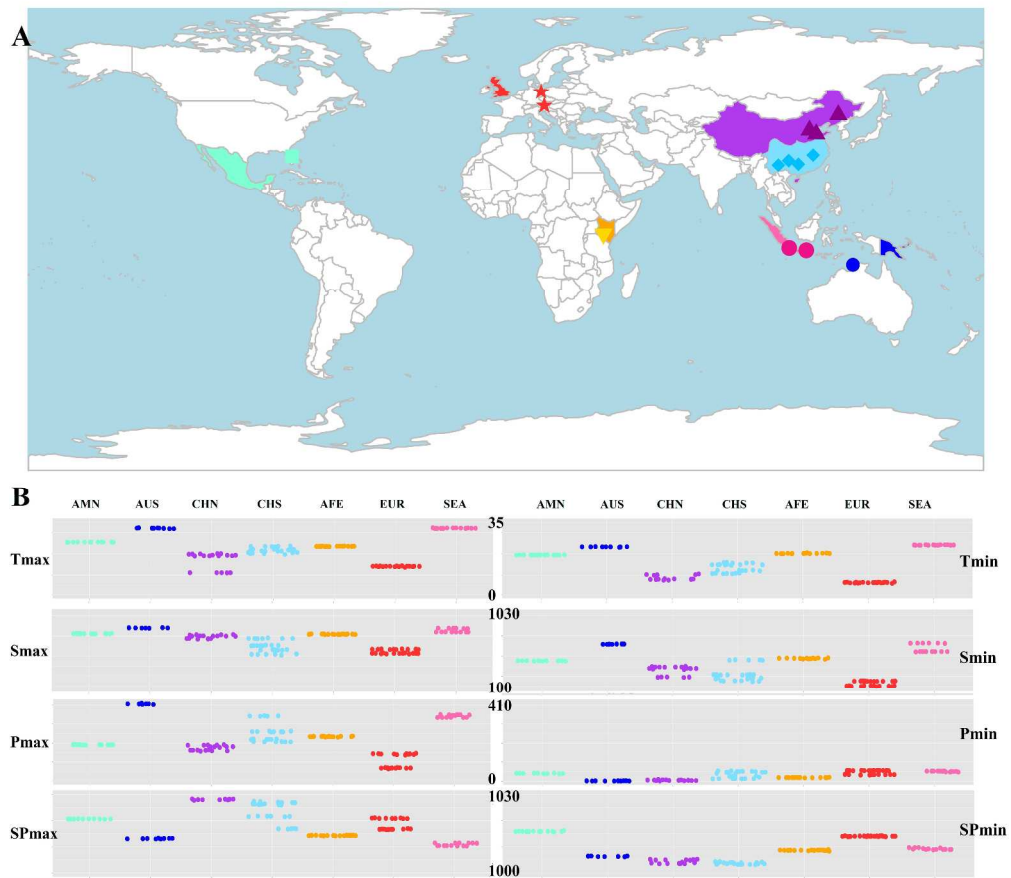 A
B
AMN AUS CHN CHS AFE EUR SEA AMN AUS CHN CHS AFE EUR SEA
35
Tmax Tmin
0
1030
Smax Smin
100
410
Pmax Pmin
0
1030
SPmax SPmin
1000